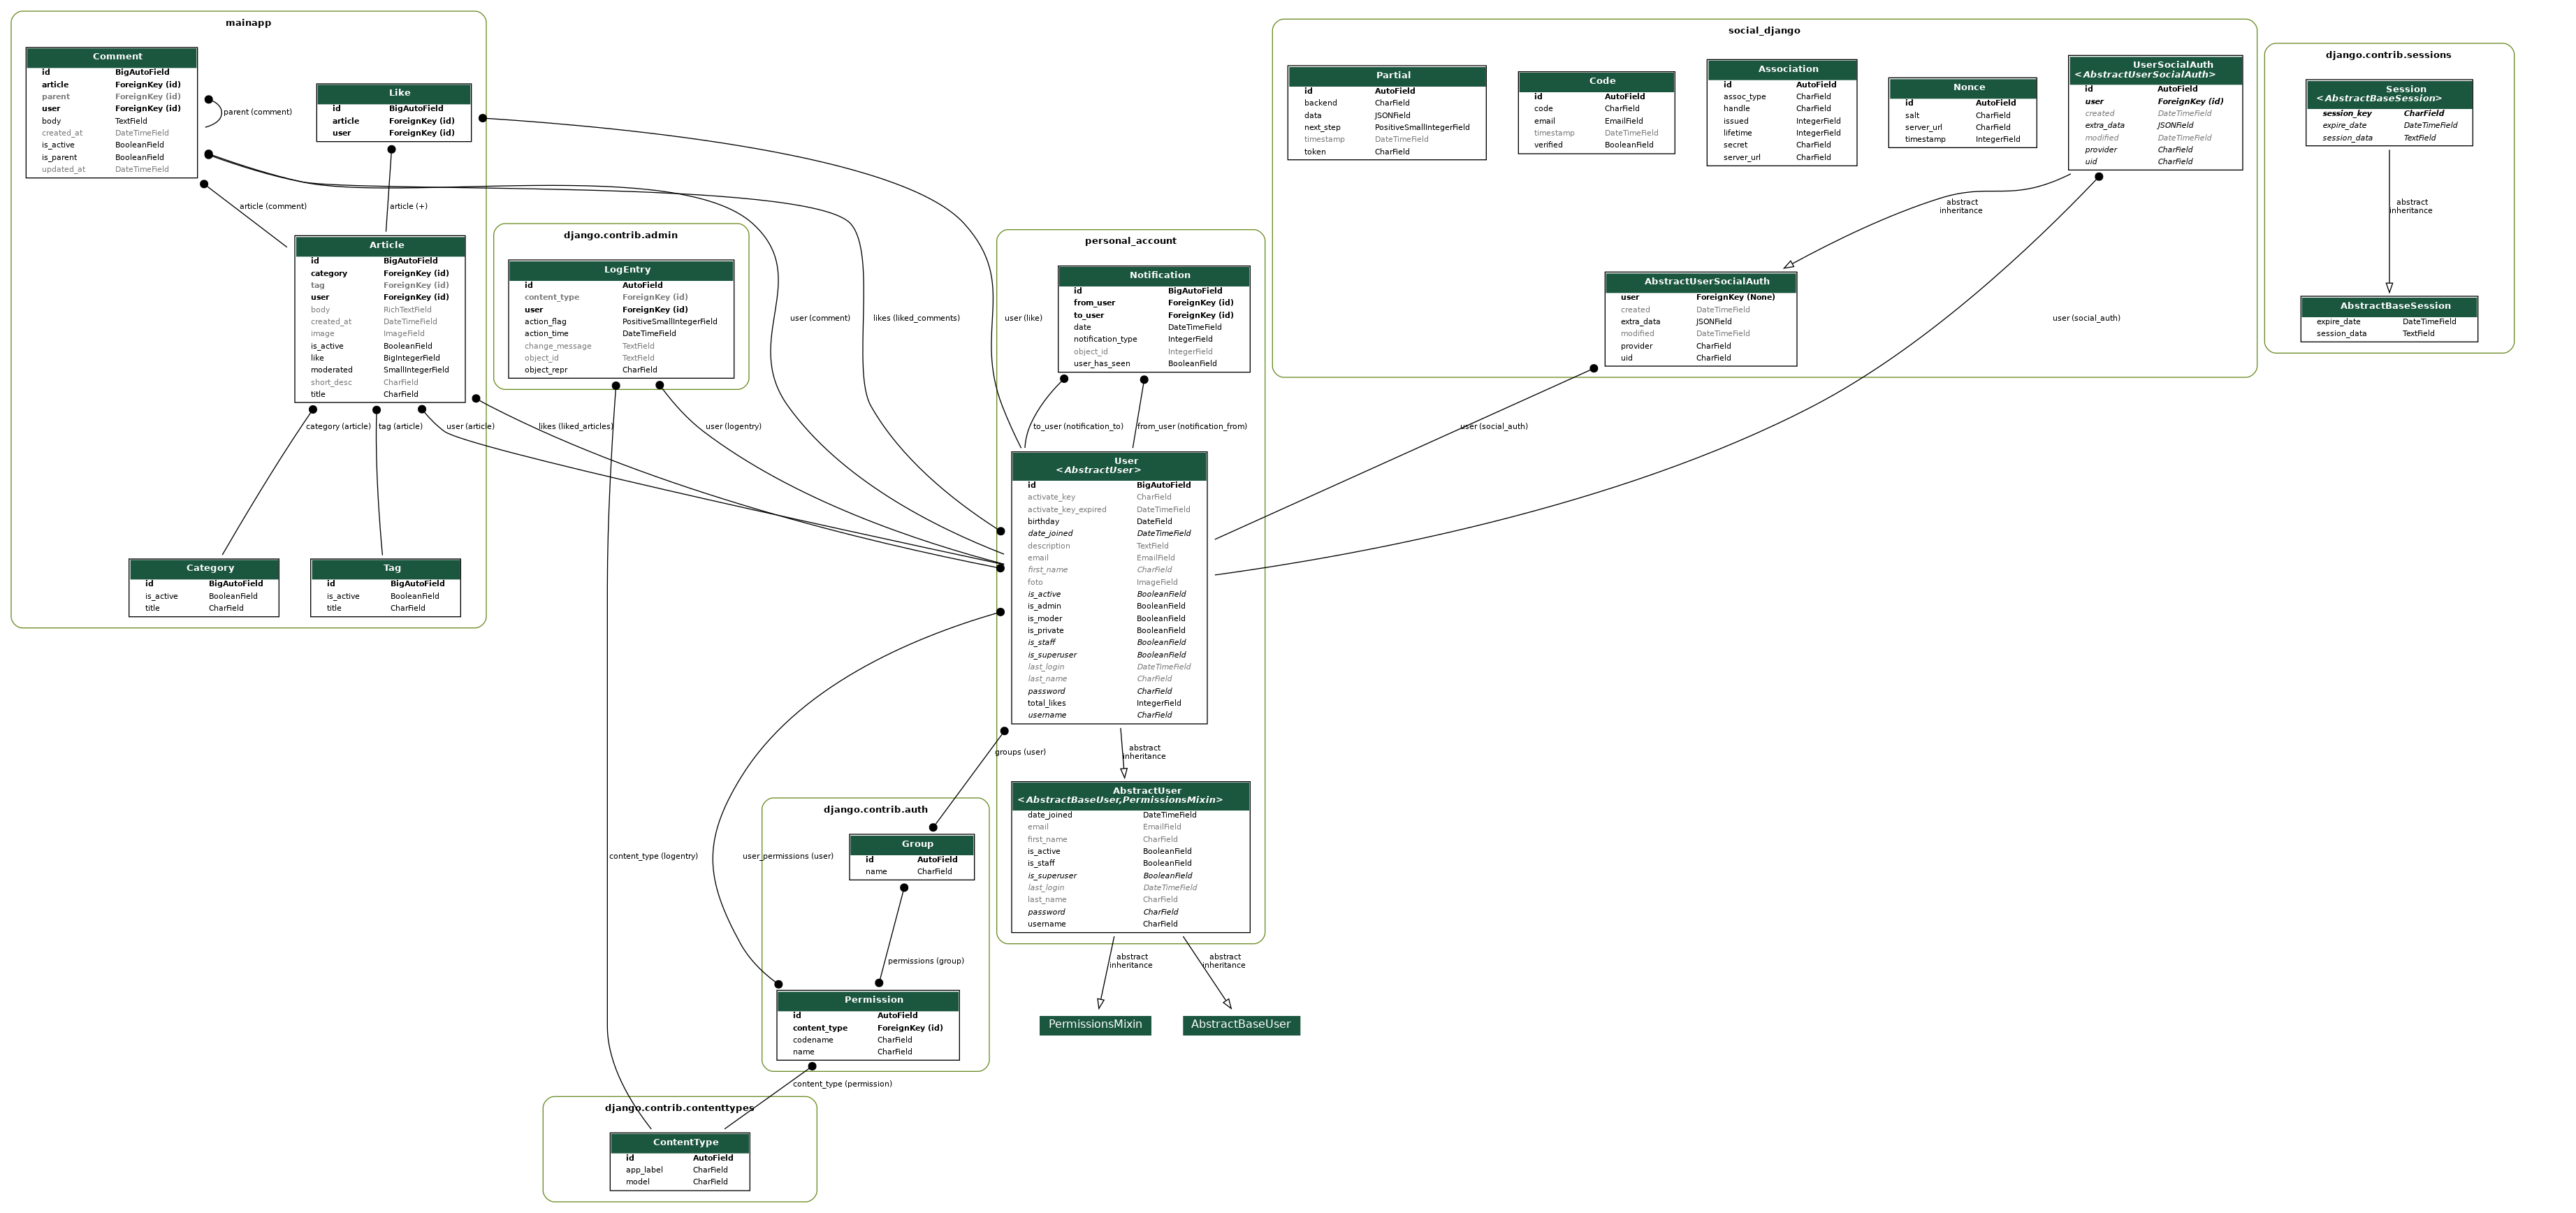 mainapp
Comment
id BigAutoField
article ForeignKey (id)
parent ForeignKey (id)
user ForeignKey (id)
body TextField
created_at DateTimeField
is_active BooleanField
is_parent BooleanField
updated_at DateTimeField
parent (comment)
Like
id BigAutoField
article ForeignKey (id)
user ForeignKey (id)
article (comment)
article (+)
Article
id BigAutoField
category ForeignKey (id)
tag ForeignKey (id)
user ForeignKey (id)
body RichTextField
created_at DateTimeField
image ImageField
is_active BooleanField
like BigIntegerField
moderated SmallIntegerField
short_desc CharField
title CharField
category (article)
tag (article)
user (article)
likes (liked_articles)
Category
id BigAutoField
is_active BooleanField
title CharField
Tag
id BigAutoField
is_active BooleanField
title CharField
django.contrib.admin
LogEntry
id AutoField
content_type ForeignKey (id)
user ForeignKey (id)
action_flag PositiveSmallIntegerField
action_time DateTimeField
change_message TextField
object_id TextField
object_repr CharField
user (logentry)
user (comment)
likes (liked_comments)
user (like)
personal_account
Notification
id BigAutoField
from_user ForeignKey (id)
to_user ForeignKey (id)
date DateTimeField
notification_type IntegerField
object_id IntegerField
user_has_seen BooleanField
to_user (notification_to)
from_user (notification_from)
User
<AbstractUser>
id BigAutoField
activate_key CharField
activate_key_expired DateTimeField
birthday DateField
date_joined DateTimeField
description TextField
email EmailField
first_name CharField
foto ImageField
is_active BooleanField
is_admin BooleanField
is_moder BooleanField
is_private BooleanField
is_staff BooleanField
is_superuser BooleanField
last_login DateTimeField
last_name CharField
password CharField
total_likes IntegerField
username CharField
groups (user)
abstract
inheritance
AbstractUser
<AbstractBaseUser,PermissionsMixin>
date_joined DateTimeField
email EmailField
first_name CharField
is_active BooleanField
is_staff BooleanField
is_superuser BooleanField
last_login DateTimeField
last_name CharField
password CharField
username CharField
abstract
inheritance
abstract
inheritance
PermissionsMixin
AbstractBaseUser
django.contrib.auth
Group
id AutoField
name CharField
content_type (logentry)
user_permissions (user)
permissions (group)
Permission
id AutoField
content_type ForeignKey (id)
codename CharField
name CharField
content_type (permission)
django.contrib.contenttypes
ContentType
id AutoField
app_label CharField
model CharField
social_django
Partial
id AutoField
backend CharField
data JSONField
next_step PositiveSmallIntegerField
timestamp DateTimeField
token CharField
Code
id AutoField
code CharField
email EmailField
timestamp DateTimeField
verified BooleanField
Association
id AutoField
assoc_type CharField
handle CharField
issued IntegerField
lifetime IntegerField
secret CharField
server_url CharField
Nonce
id AutoField
salt CharField
server_url CharField
timestamp IntegerField
UserSocialAuth
<AbstractUserSocialAuth>
id AutoField
user ForeignKey (id)
created DateTimeField
extra_data JSONField
modified DateTimeField
provider CharField
uid CharField
abstract
inheritance
AbstractUserSocialAuth
user ForeignKey (None)
created DateTimeField
extra_data JSONField
modified DateTimeField
provider CharField
uid CharField
user (social_auth)
user (social_auth)
django.contrib.sessions
Session
<AbstractBaseSession>
session_key CharField
expire_date DateTimeField
session_data TextField
abstract
inheritance
AbstractBaseSession
expire_date DateTimeField
session_data TextField